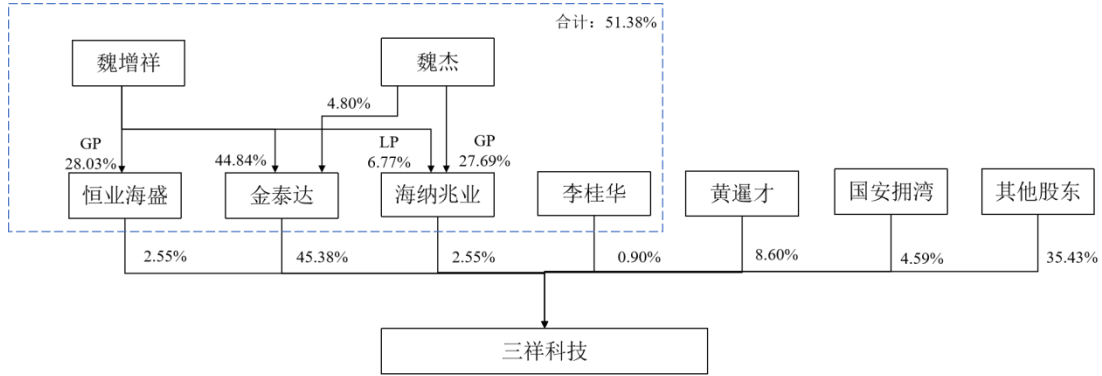 合计：51.38%
魏增祥
魏杰
4.80%
GP
28.03%
44.84%
LP
6.77%
GP
27.69%
恒业海盛
金泰达
海纳兆业
李桂华
黄暹才
国安拥湾
其他股东
2.55%
45.38%
2.55%
0.90%
8.60%
4.59%
35.43%
三祥科技